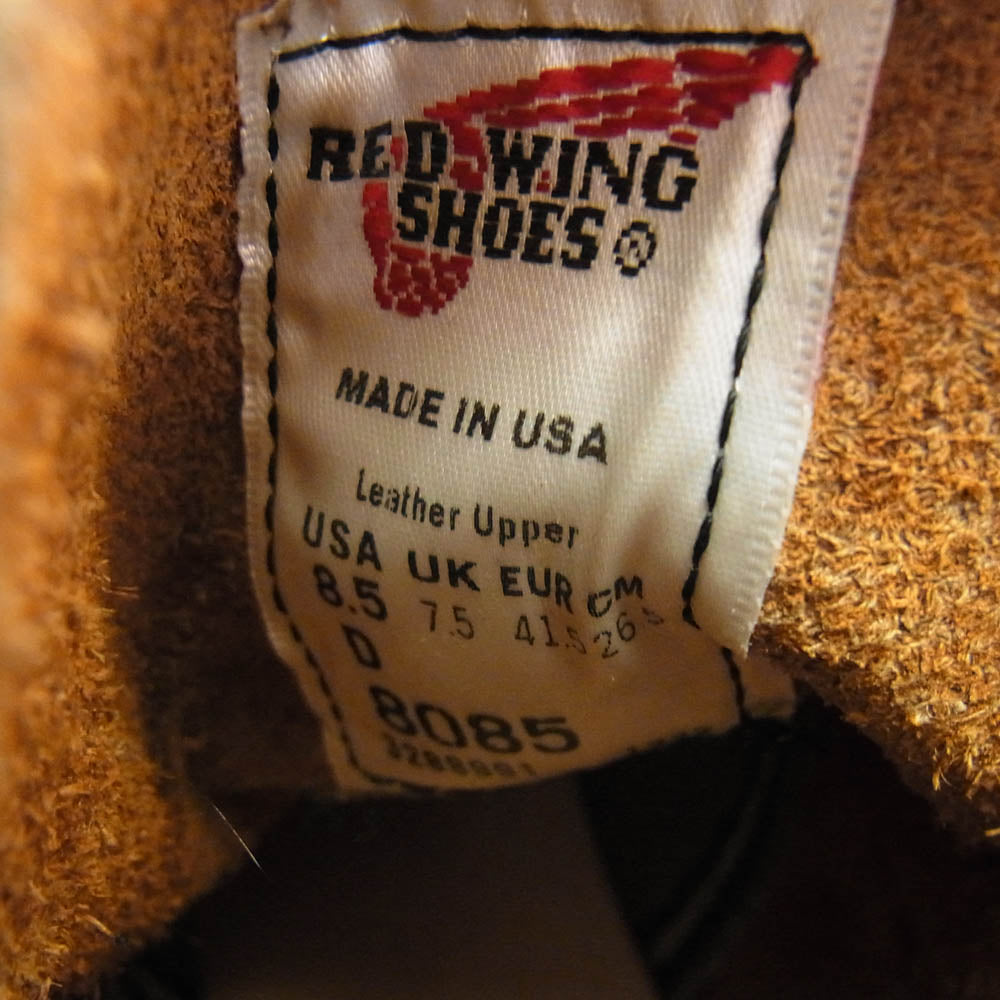 RED WING
SHOES ®
MADE IN USA
Leather Upper
USA UK EUR CM
8.5 7.5 41.5 26.5
D
8085